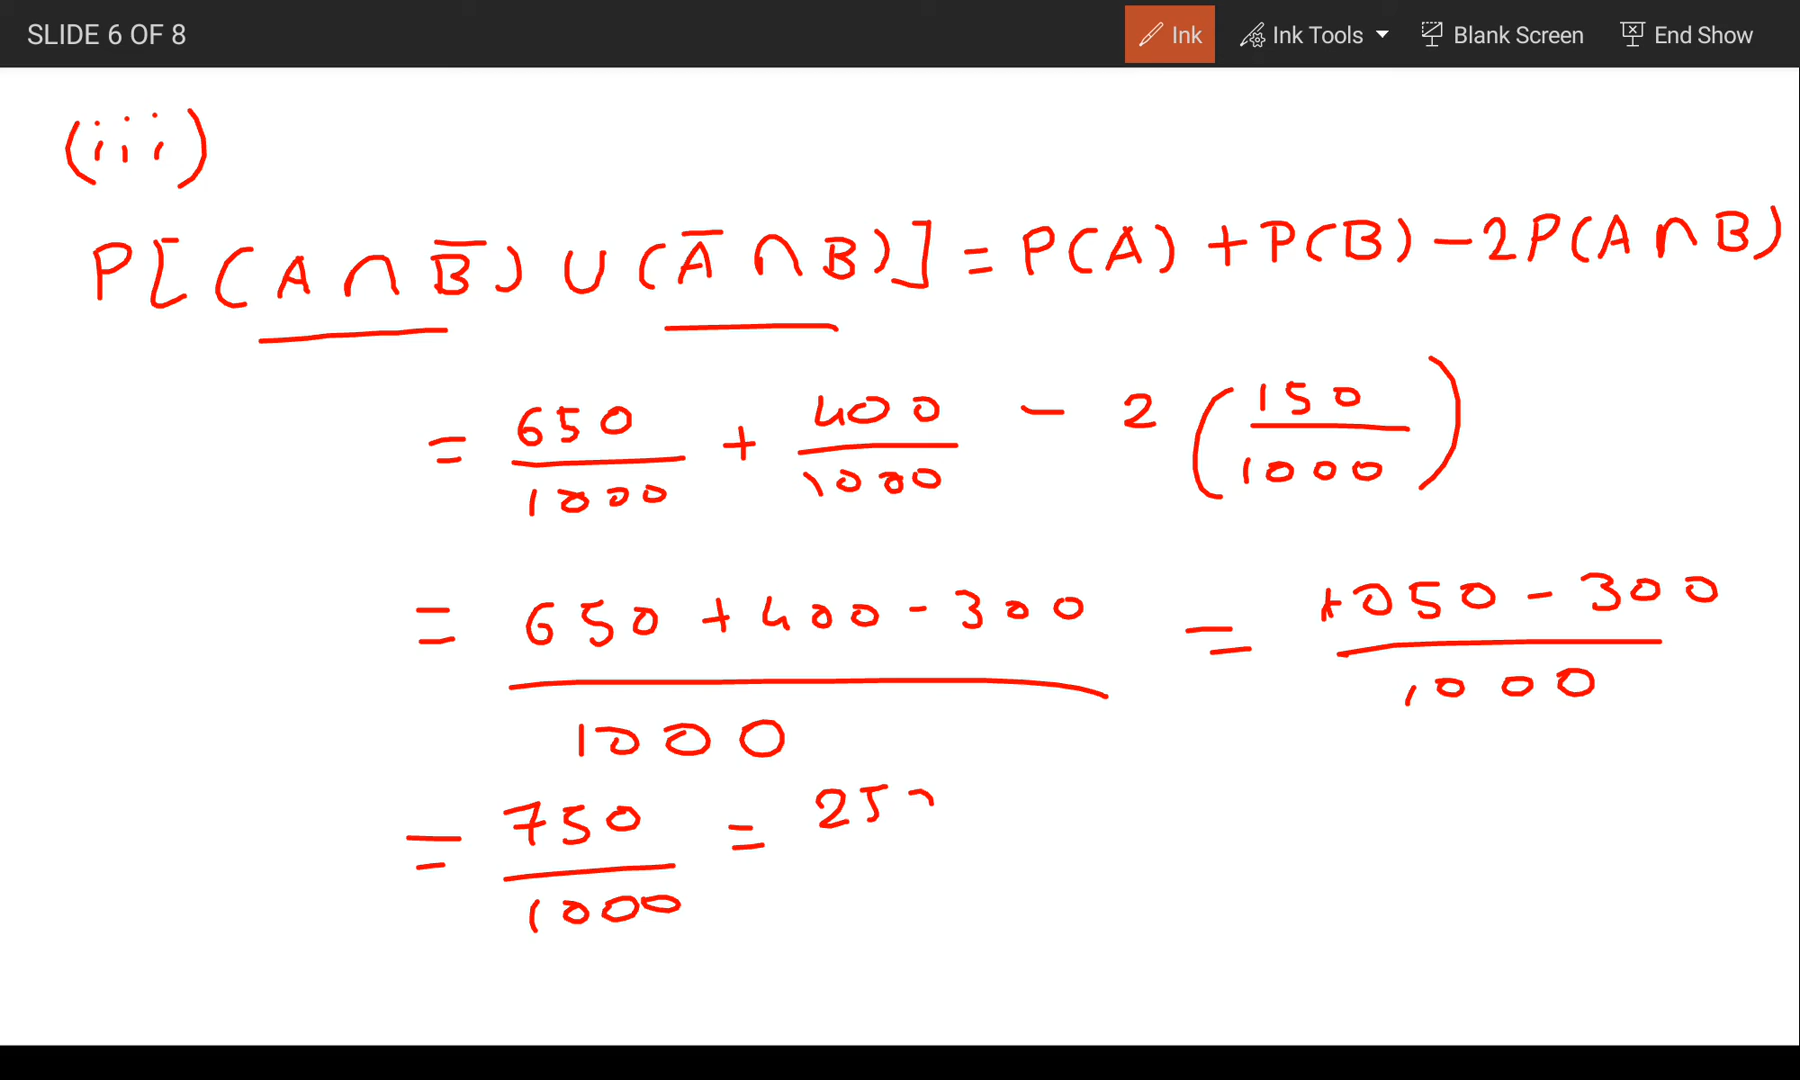 SLIDE 6 OF 8 Ink Ink Tools Blank Screen End Show
(iii)
P[(A∩B̅)∪(A̅∩B)] = P(A)+P(B)-2P(A∩B)
= 650/1000 + 400/1000 - 2(150/1000)
= 650+400-300/1000 = 1050-300/1000
= 750/1000 = 25